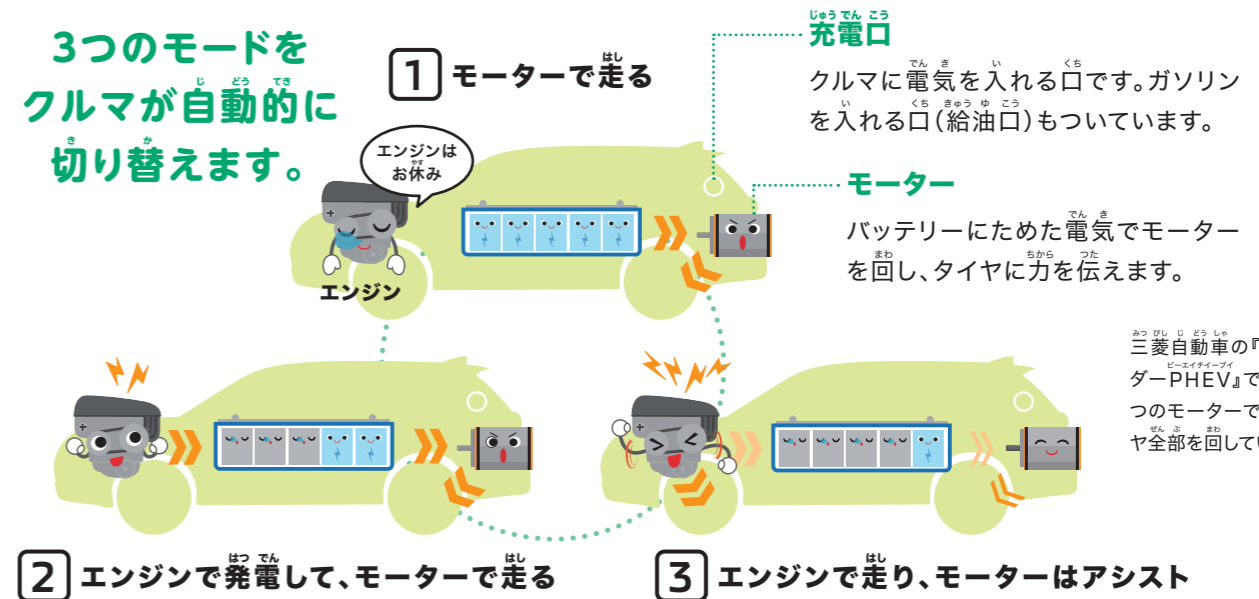 3つのモードを
クルマが自動的に
切り替えます。
1 モーターで走る
エンジンは
お休み
エンジン
充電口
クルマに電気を入れる口です。ガソリン
を入れる口(給油口)もついています。
モーター
バッテリーにためた電気でモーター
を回し、タイヤに力を伝えます。
三菱自動車の『
ダーPHEV』で
つのモーターで
ヤ全部を回してい
2 エンジンで発電して、モーターで走る
3 エンジンで走り、モーターはアシスト